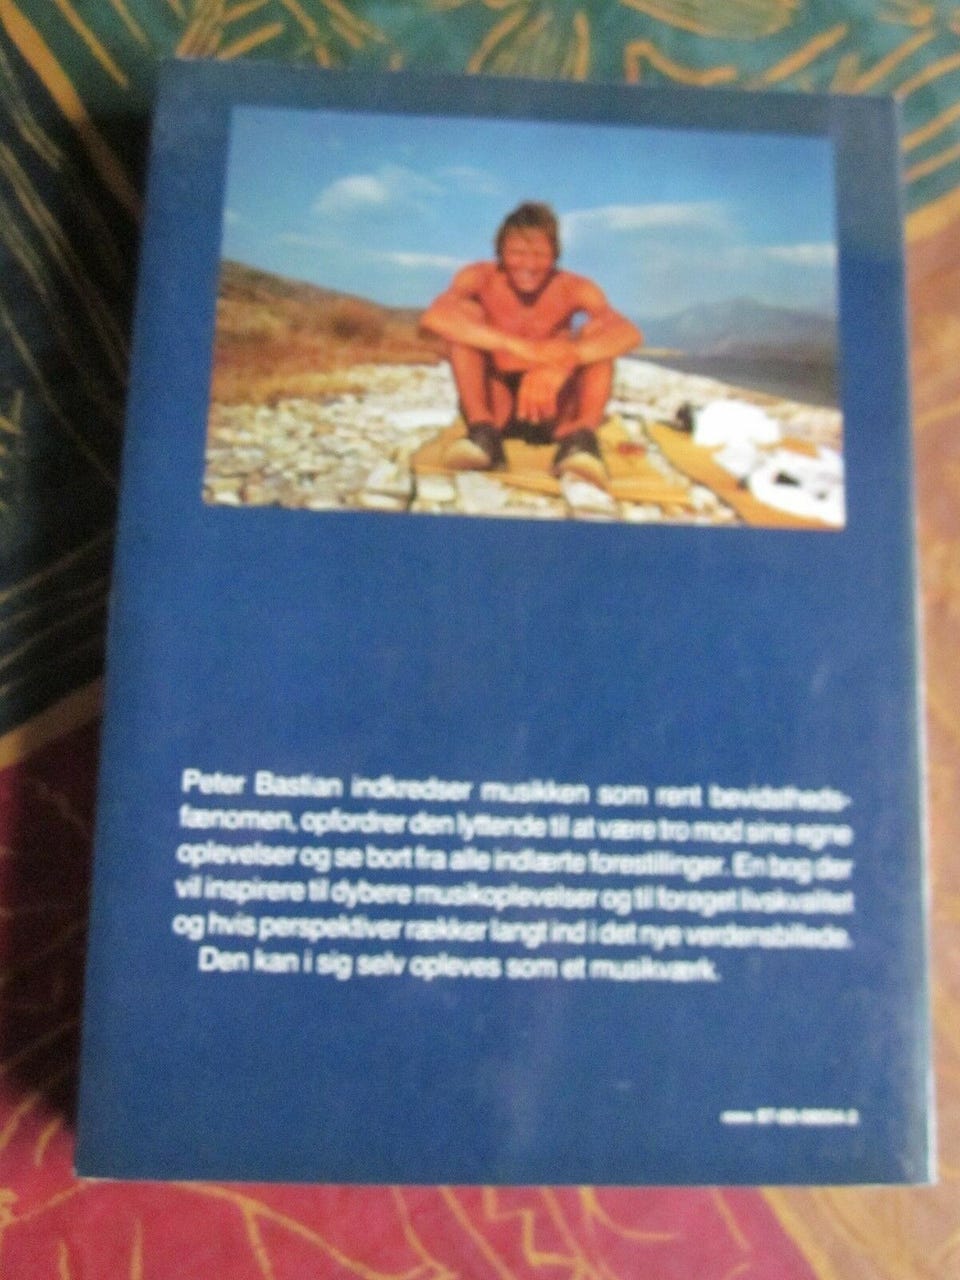 Peter Bastian indkredser musikken som rent bevidstheds-
fænomen, opfordrer den lyttende til at være tro mod sine egne
oplevelser og se bort fra alle indlærte forestillinger. En bog der
vil inspirere til dybere musikoplevelser og til forøget livskvalitet
og hvis perspektiver rækker langt ind i det nye verdensbillede.
Den kan i sig selv opleves som et musikværk.